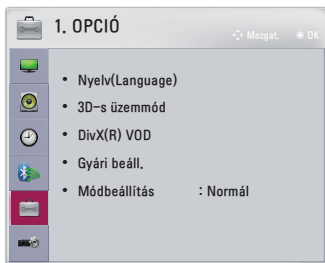 1. OPCIÓ
Mozgat. OK
• Nyelv(Language)
• 3D-s üzemmód
• DivX(R) VOD
• Gyári beáll.
• Módbeállítás : Normál